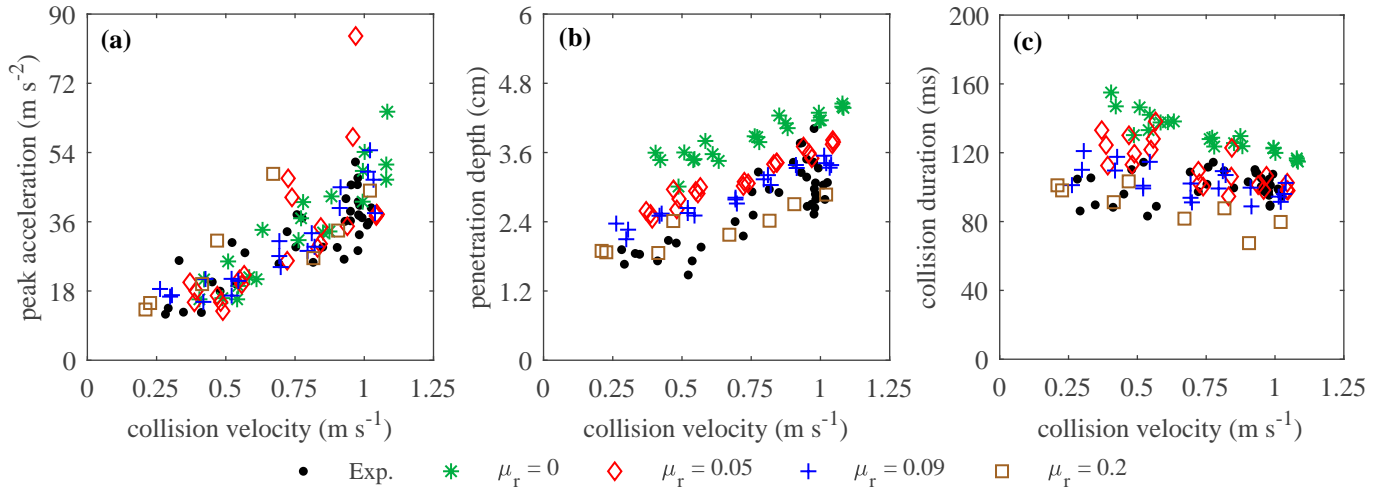 (a)
peak acceleration (m s-2)
90
72
54
36
18
0
0 0.25 0.5 0.75 1 1.25
collision velocity (m s-1)
(b)
penetration depth (cm)
6
4.8
3.6
2.4
1.2
0
0 0.25 0.5 0.75 1 1.25
collision velocity (m s-1)
(c)
collision duration (ms)
200
160
120
80
40
0
0 0.25 0.5 0.75 1 1.25
collision velocity (m s-1)
Exp. μr = 0 μr = 0.05 μr = 0.09 μr = 0.2